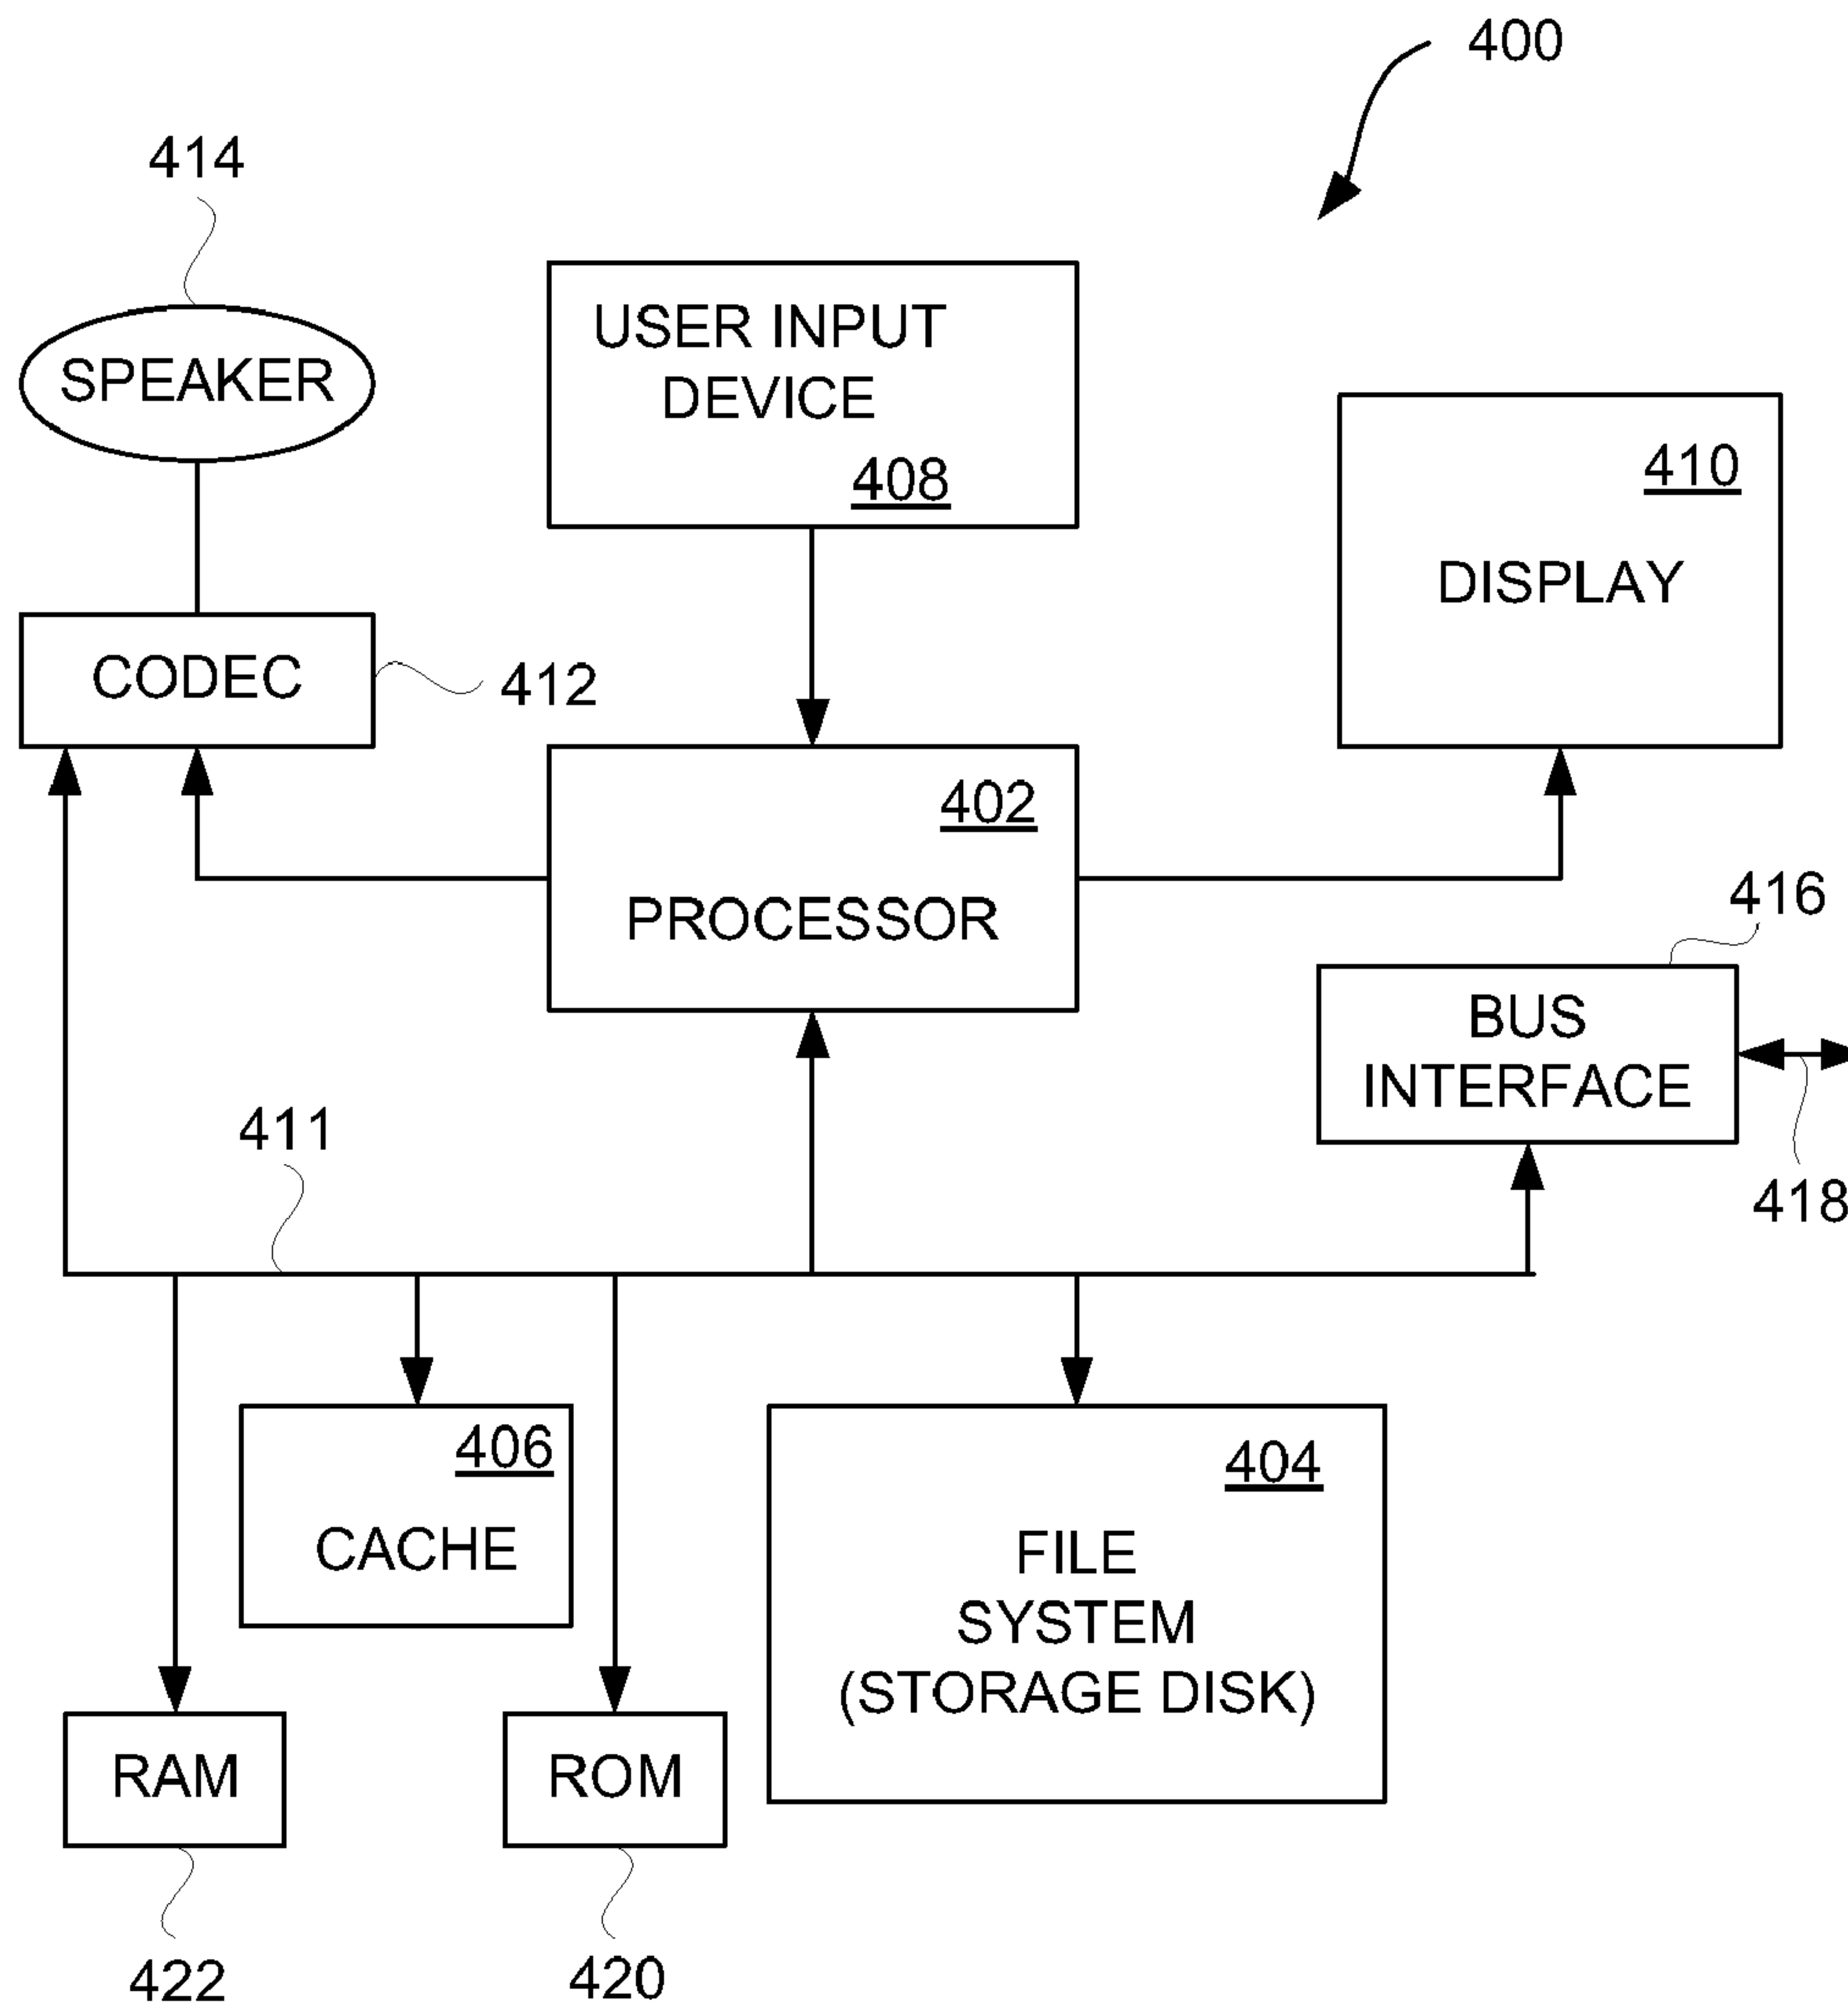 400
414
SPEAKER
USER INPUT
DEVICE
408
410
DISPLAY
CODEC
412
402
PROCESSOR
416
BUS
INTERFACE
418
411
406
CACHE
404
FILE
SYSTEM
(STORAGE DISK)
RAM
ROM
422
420